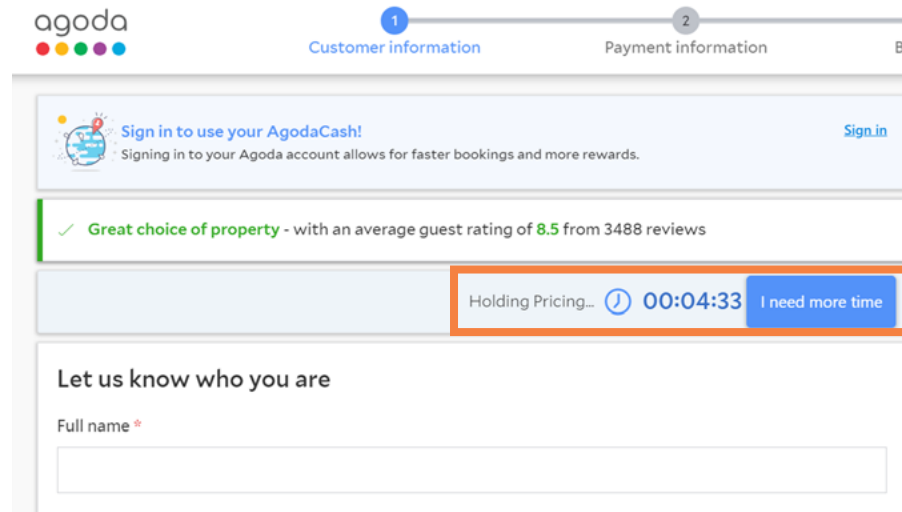 agoda
1
2
Customer information
Payment information
B
Sign in to use your AgodaCash!
Sign in
Signing in to your Agoda account allows for faster bookings and more rewards.
Great choice of property - with an average guest rating of 8.5 from 3488 reviews
Holding Pricing... 00:04:33 I need more time
Let us know who you are
Full name *